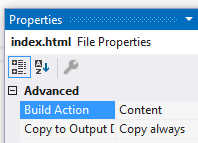 Properties
index.html File Properties
Advanced
Build Action Content
Copy to Output D Copy always